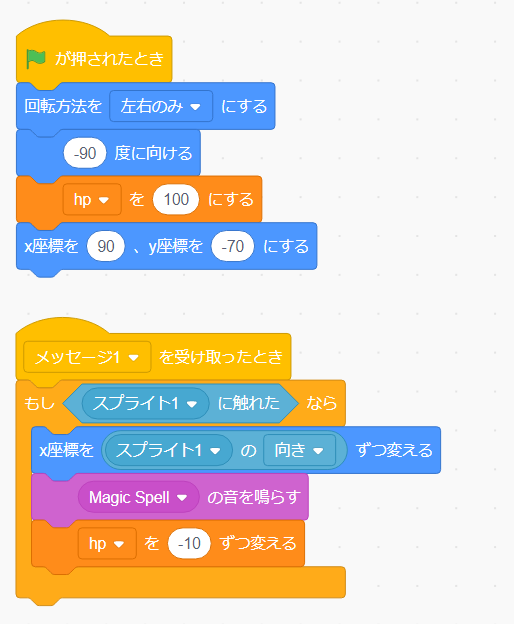 が押されたとき
回転方法を 左右のみ にする
-90 度に向ける
hp を 100 にする
x座標を 90 、y座標を -70 にする
メッセージ1 を受け取ったとき
もし スプライト1 に触れた なら
x座標を スプライト1 の 向き ずつ変える
Magic Spell の音を鳴らす
hp を -10 ずつ変える